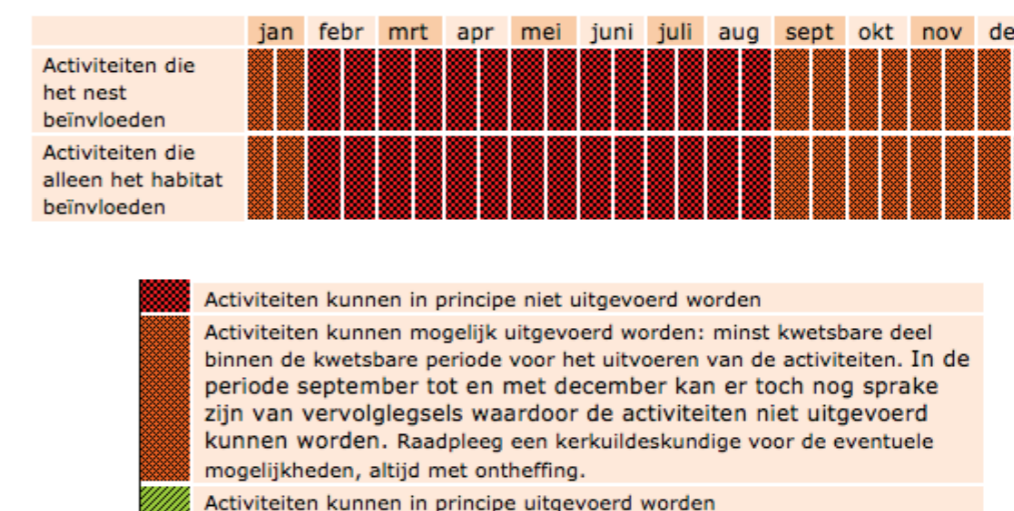 jan febr mrt apr mei juni juli aug sept okt nov de
Activiteiten die
het nest
beïnvloeden
Activiteiten die
alleen het habitat
beïnvloeden
Activiteiten kunnen in principe niet uitgevoerd worden
Activiteiten kunnen mogelijk uitgevoerd worden: minst kwetsbare deel
binnen de kwetsbare periode voor het uitvoeren van de activiteiten. In de
periode september tot en met december kan er toch nog sprake
zijn van vervolglegsels waardoor de activiteiten niet uitgevoerd
kunnen worden. Raadpleeg een kerkuildeskundige voor de eventuele
mogelijkheden, altijd met ontheffing.
Activiteiten kunnen in principe uitgevoerd worden